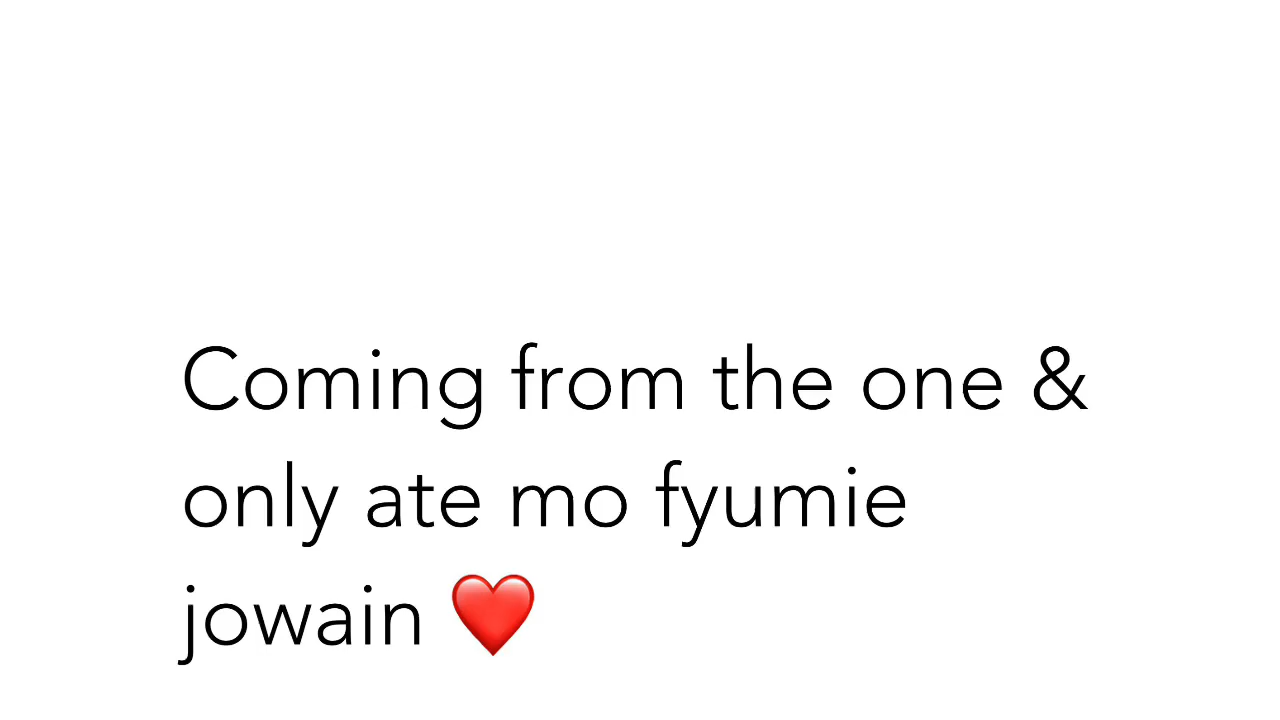 Coming from the one &
only ate mo fyumie
jowain ❤️